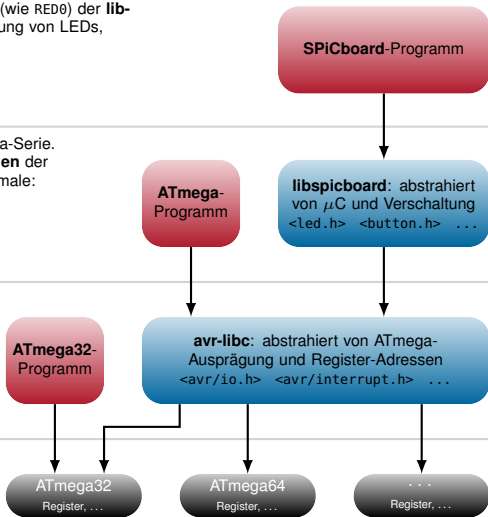 (wie RED0) der lib-
ung von LEDs,
SPiCboard-Programm
a-Serie.
en der
male:
ATmega-
Programm
libspicboard: abstrahiert
von μC und Verschaltung
<led.h> <button.h> ...
ATmega32-
Programm
avr-libc: abstrahiert von ATmega-
Ausprägung und Register-Adressen
<avr/io.h> <avr/interrupt.h> ...
ATmega32
Register, ...
ATmega64
Register, ...
...
Register, ...